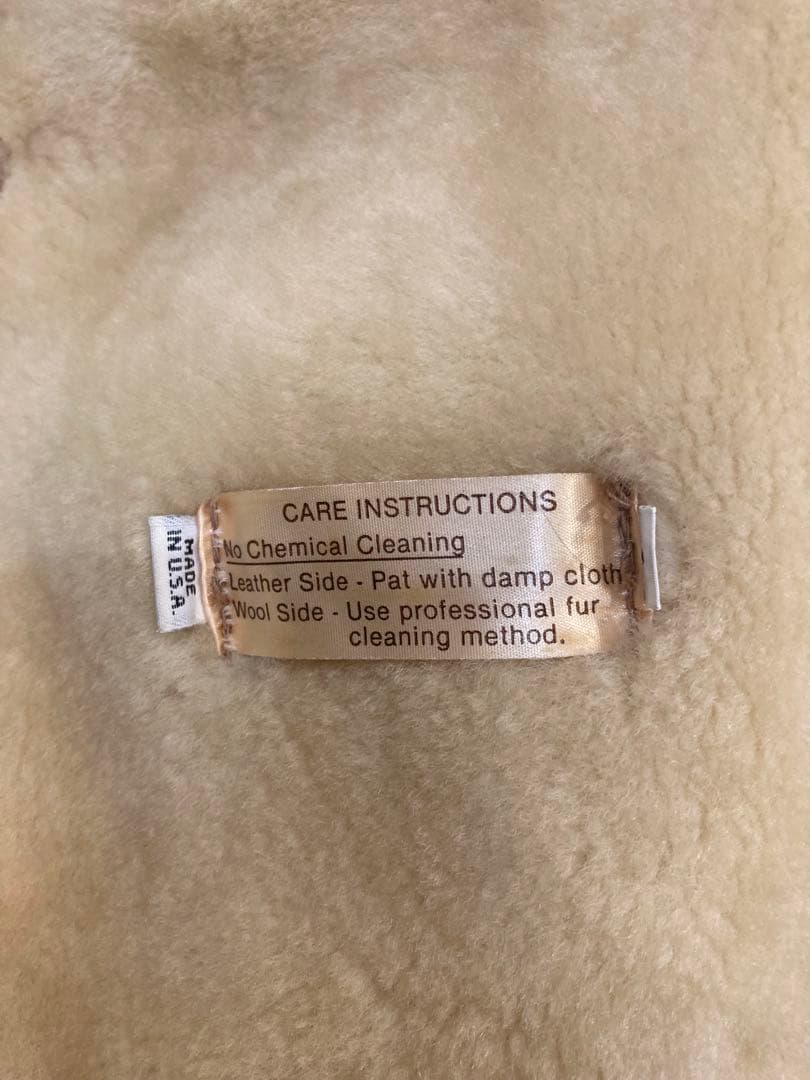 CARE INSTRUCTIONS
No Chemical Cleaning
Leather Side - Pat with damp cloth
Wool Side - Use professional fur
cleaning method.
MADE
IN U.S.A.